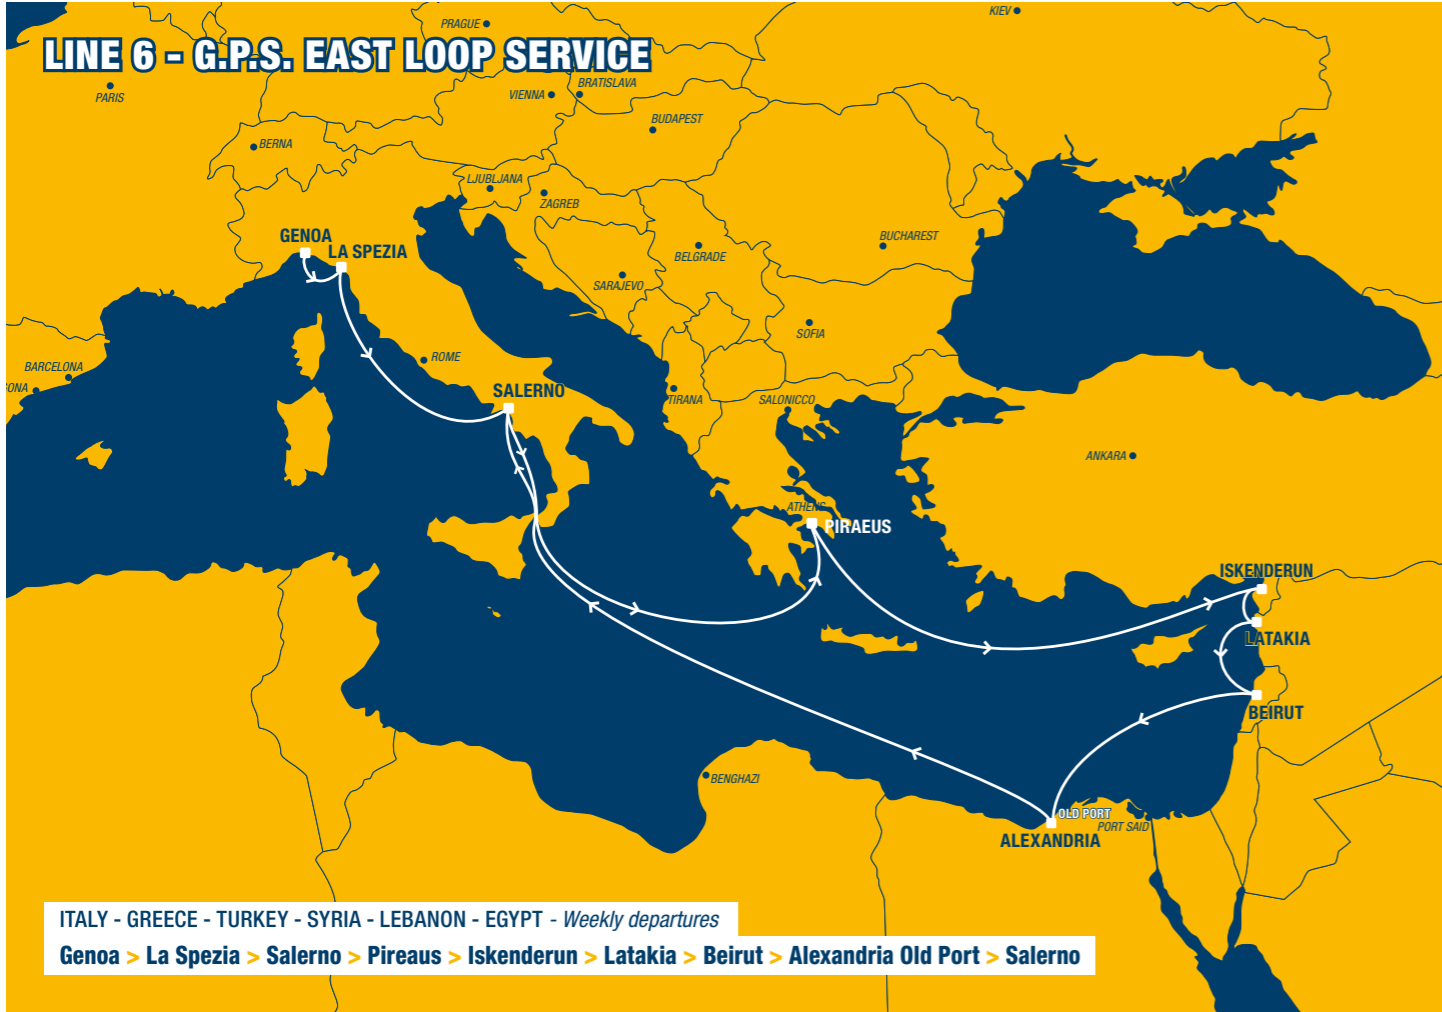 KIEV
PRAGUE
LINE 6 - G.P.S. EAST LOOP SERVICE
PARIS
VIENNA
BRATISLAVA
BUDAPEST
BERNA
LJUBLJANA
ZAGREB
GENOA
LA SPEZIA
BELGRADE
BUCHAREST
SARAJEVO
SOFIA
ROME
BARCELONA
ONA
SALERNO
TIRANA
SALONICCO
ANKARA
ATHENS
PIRAEUS
ISKENDERUN
LATAKIA
BEIRUT
BENGHAZI
OLD PORT
PORT SAID
ALEXANDRIA
ITALY - GREECE - TURKEY - SYRIA - LEBANON - EGYPT - Weekly departures
Genoa > La Spezia > Salerno > Pireaus > Iskenderun > Latakia > Beirut > Alexandria Old Port > Salerno